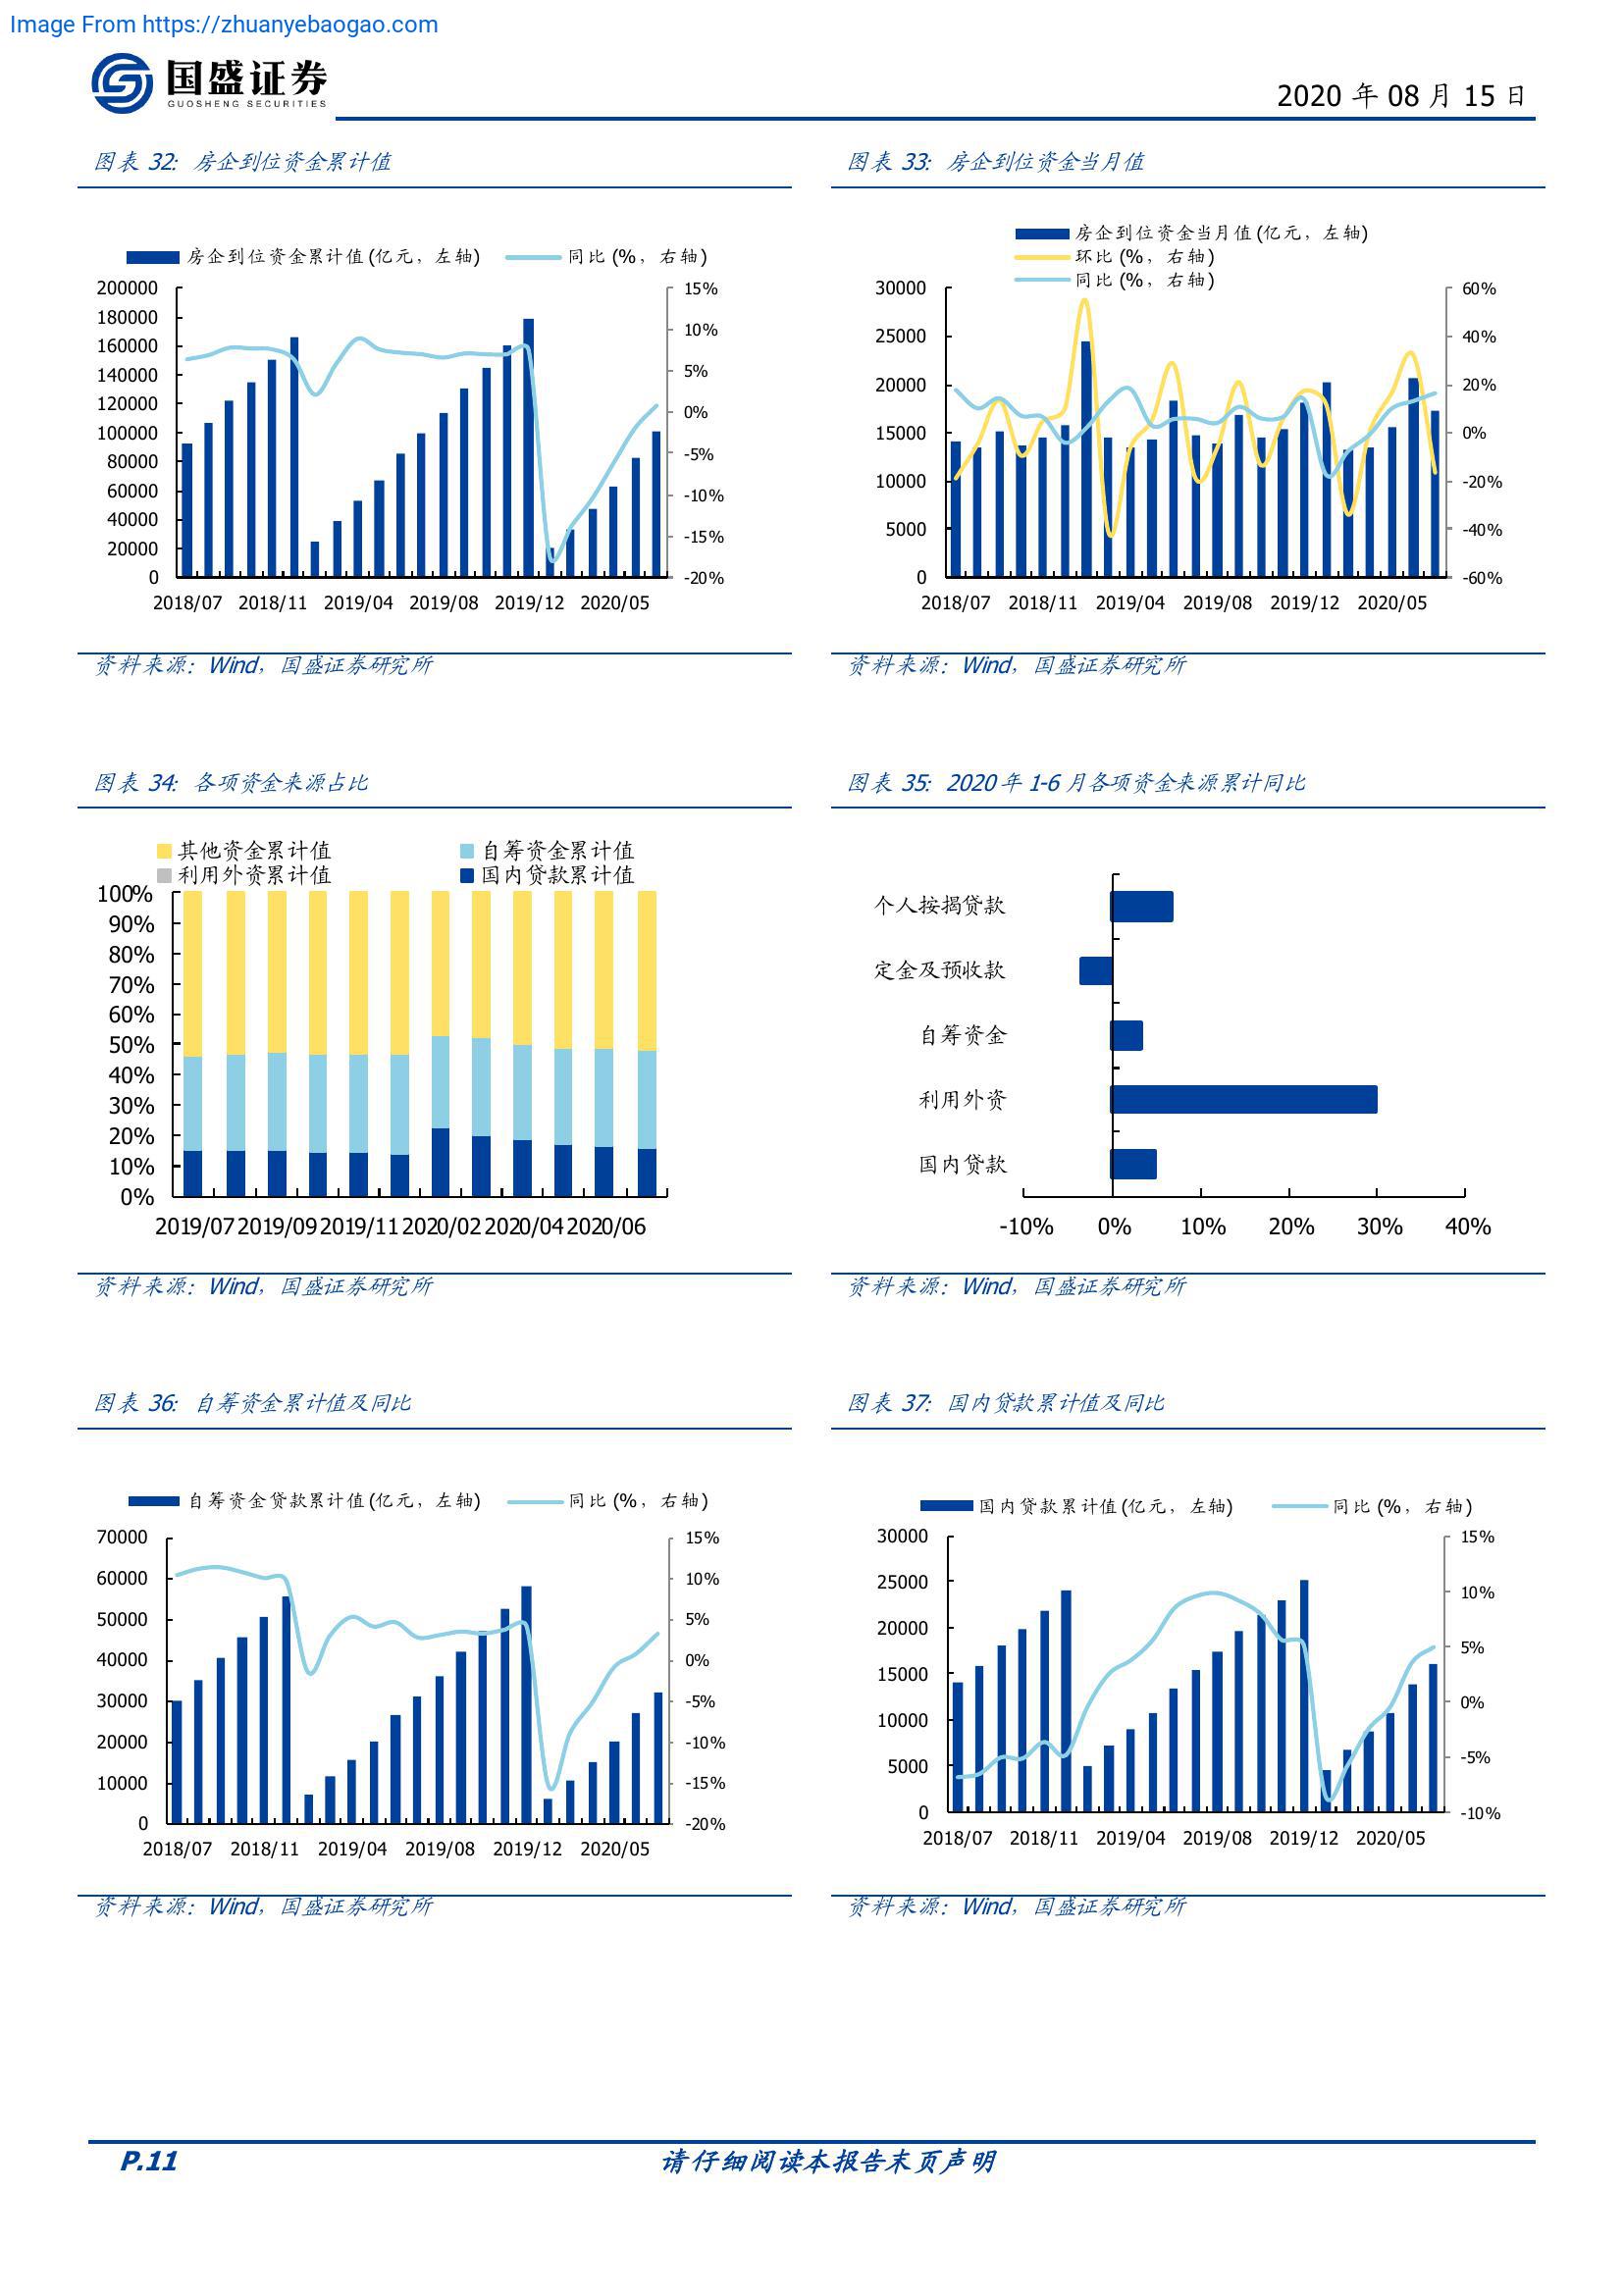 Image From https://zhuanyebaogao.com
国盛证券
GUOSHENG SECURITIES
2020 年 08 月 15 日
图表 32: 房企到位资金累计值
房企到位资金累计值(亿元，左轴) 同比(%，右轴)
200000 15%
180000 10%
160000 5%
140000
120000 0%
100000 -5%
80000
60000 -10%
40000 -15%
20000
0 -20%
2018/07 2018/11 2019/04 2019/08 2019/12 2020/05
资料来源：Wind，国盛证券研究所
图表 33: 房企到位资金当月值
房企到位资金当月值(亿元，左轴)
环比(%，右轴)
同比(%，右轴)
30000 60%
25000 40%
20000 20%
15000 0%
10000 -20%
5000 -40%
0 -60%
2018/07 2018/11 2019/04 2019/08 2019/12 2020/05
资料来源：Wind，国盛证券研究所
图表 34: 各项资金来源占比
其他资金累计值 自筹资金累计值
利用外资累计值 国内贷款累计值
100%
90%
80%
70%
60%
50%
40%
30%
20%
10%
0%
2019/07 2019/09 2019/11 2020/02 2020/04 2020/06
资料来源：Wind，国盛证券研究所
图表 35: 2020 年 1-6 月各项资金来源累计同比
个人按揭贷款
定金及预收款
自筹资金
利用外资
国内贷款
-10% 0% 10% 20% 30% 40%
资料来源：Wind，国盛证券研究所
图表 36: 自筹资金累计值及同比
自筹资金贷款累计值(亿元，左轴) 同比(%，右轴)
70000 15%
60000 10%
50000 5%
40000 0%
30000 -5%
20000 -10%
10000 -15%
0 -20%
2018/07 2018/11 2019/04 2019/08 2019/12 2020/05
资料来源：Wind，国盛证券研究所
图表 37: 国内贷款累计值及同比
国内贷款累计值(亿元，左轴) 同比(%，右轴)
30000 15%
25000 10%
20000 5%
15000
10000 0%
5000 -5%
0 -10%
2018/07 2018/11 2019/04 2019/08 2019/12 2020/05
资料来源：Wind，国盛证券研究所
P.11 请仔细阅读本报告末页声明